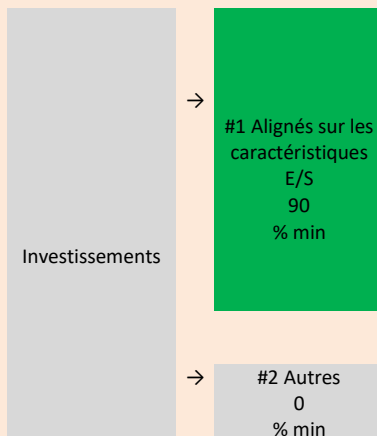 Investissements
→
#1 Alignés sur les
caractéristiques
E/S
90
% min
→
#2 Autres
0
% min